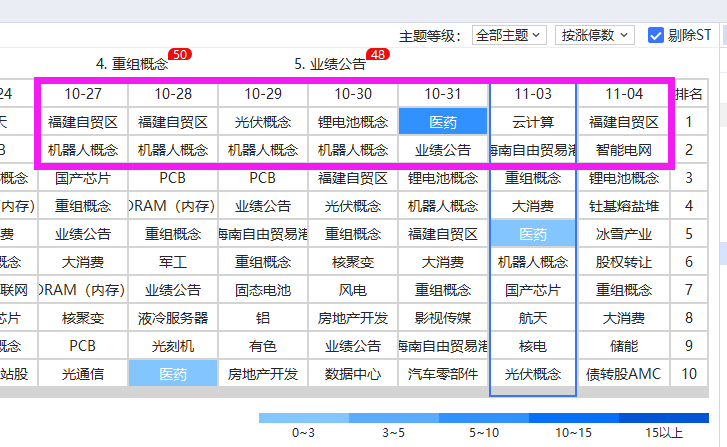 主题等级： 全部主题 按涨停数 剔除ST
4. 重组概念 50 5. 业绩公告 48
24 10-27 10-28 10-29 10-30 10-31 11-03 11-04 排名
天 福建自贸区 福建自贸区 光伏概念 锂电池概念 医药 云计算 福建自贸区 1
B 机器人概念 机器人概念 机器人概念 机器人概念 业绩公告 海南自由贸易港 智能电网 2
概念 国产芯片 PCB PCB 福建自贸区 锂电池概念 重组概念 锂电池概念 3
内存) 重组概念 DRAM（内存） 业绩公告 光伏概念 机器人概念 大消费 钍基熔盐堆 4
费 业绩公告 重组概念 海南自由贸易港 重组概念 福建自贸区 医药 冰雪产业 5
概念 大消费 军工 重组概念 核聚变 大消费 机器人概念 股权转让 6
联网 DRAM（内存） 业绩公告 固态电池 风电 重组概念 国产芯片 重组概念 7
芯片 核聚变 液冷服务器 铝 房地产开发 影视传媒 航天 大消费 8
概念 PCB 光刻机 有色 业绩公告 海南自由贸易港 核电 储能 9
站股 光通信 医药 房地产开发 数据中心 汽车零部件 光伏概念 债转股AMC 10
0~3 3~5 5~10 10~15 15以上